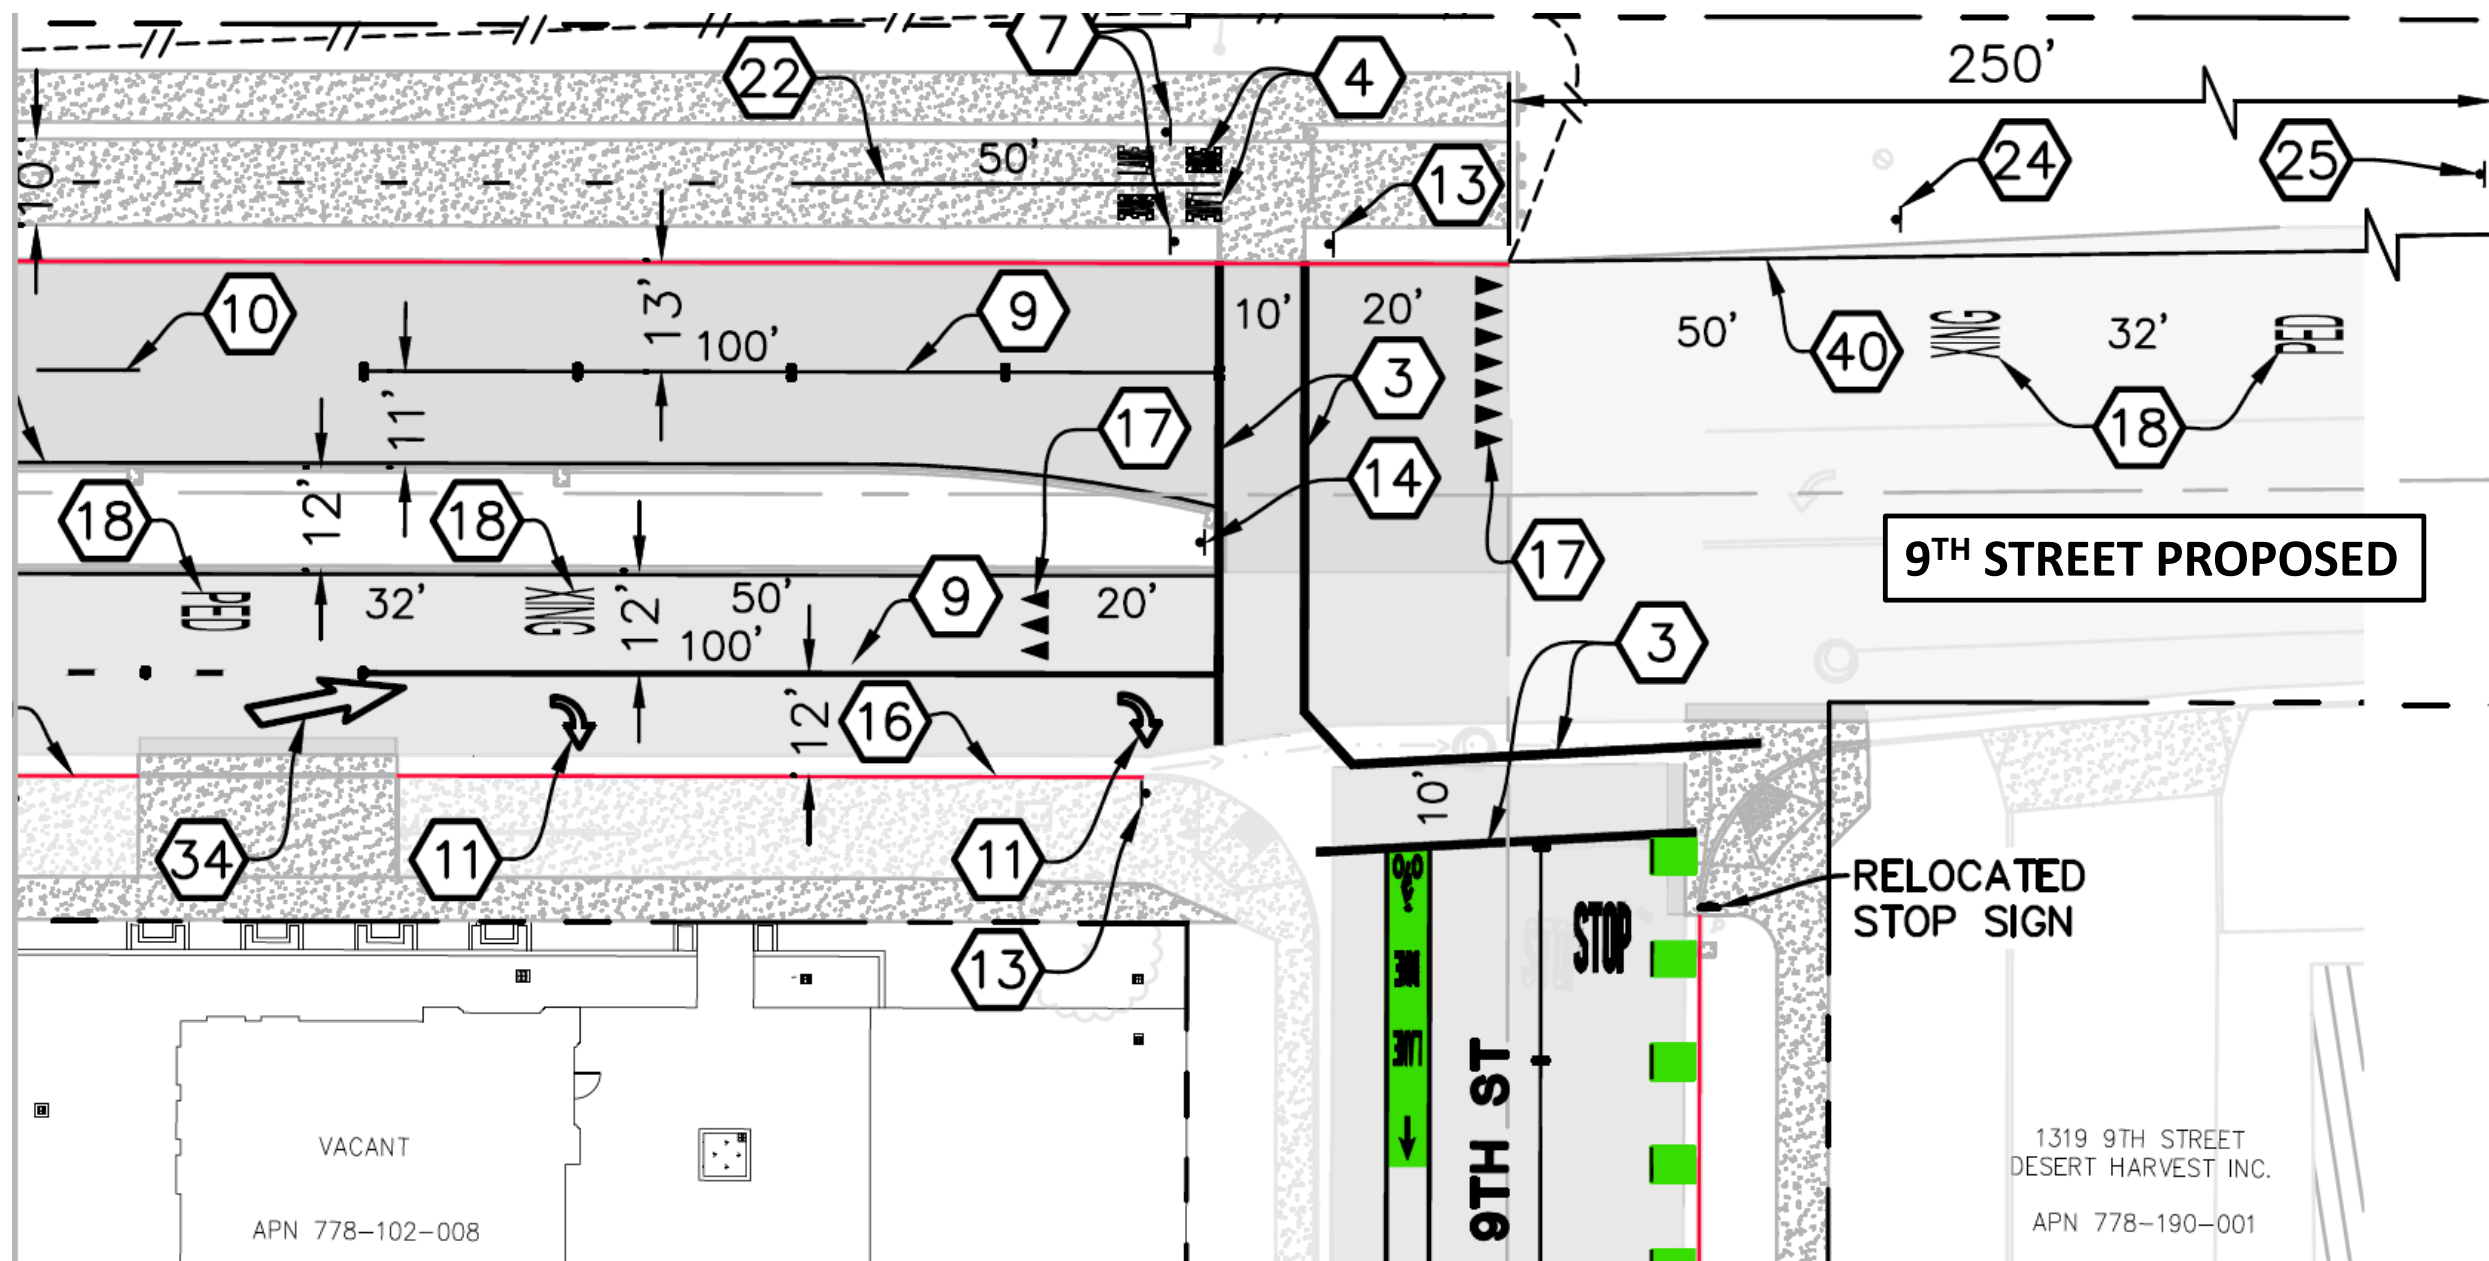 7
22
4
250'
50'
10'
13
24
25
10
13'
100'
9
10'
20'
3
50'
40
XING
32'
PED
18
11'
17
14
12'
18
18
17
9TH STREET PROPOSED
PED
32'
XING
12'
50'
9
20'
100'
3
16
12'
10'
34
11
11
RELOCATED
STOP SIGN
STOP
13
BIKE
LANE
9TH ST
VACANT
APN 778-102-008
1319 9TH STREET
DESERT HARVEST INC.
APN 778-190-001